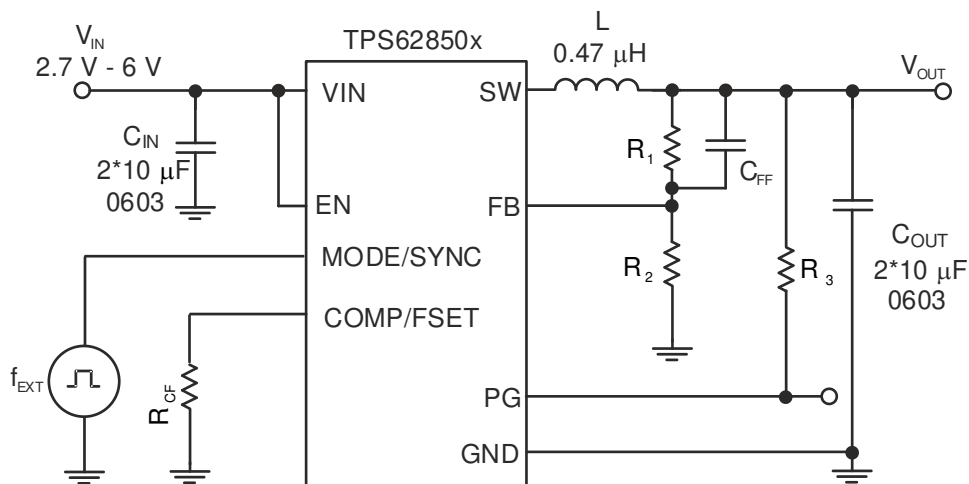 V_IN
2.7 V - 6 V
TPS62850x
L
0.47 μH
V_OUT
VIN
SW
C_IN
2*10 μF
0603
R_1
C_FF
EN
FB
MODE/SYNC
R_2
R_3
C_OUT
2*10 μF
0603
COMP/FSET
f_EXT
R_CF
PG
GND